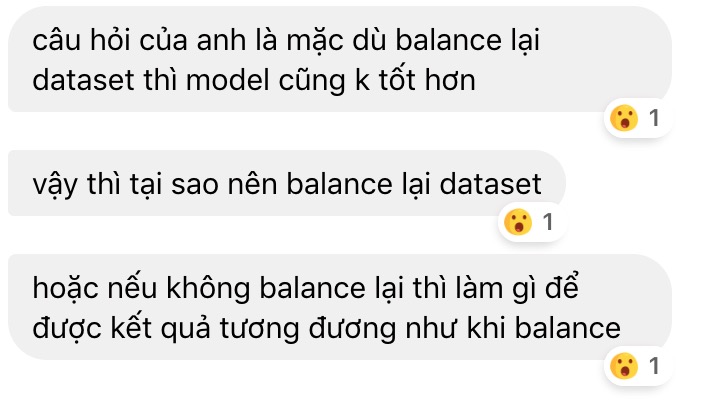 câu hỏi của anh là mặc dù balance lại
dataset thì model cũng k tốt hơn
1
vậy thì tại sao nên balance lại dataset
1
hoặc nếu không balance lại thì làm gì để
được kết quả tương đương như khi balance
1